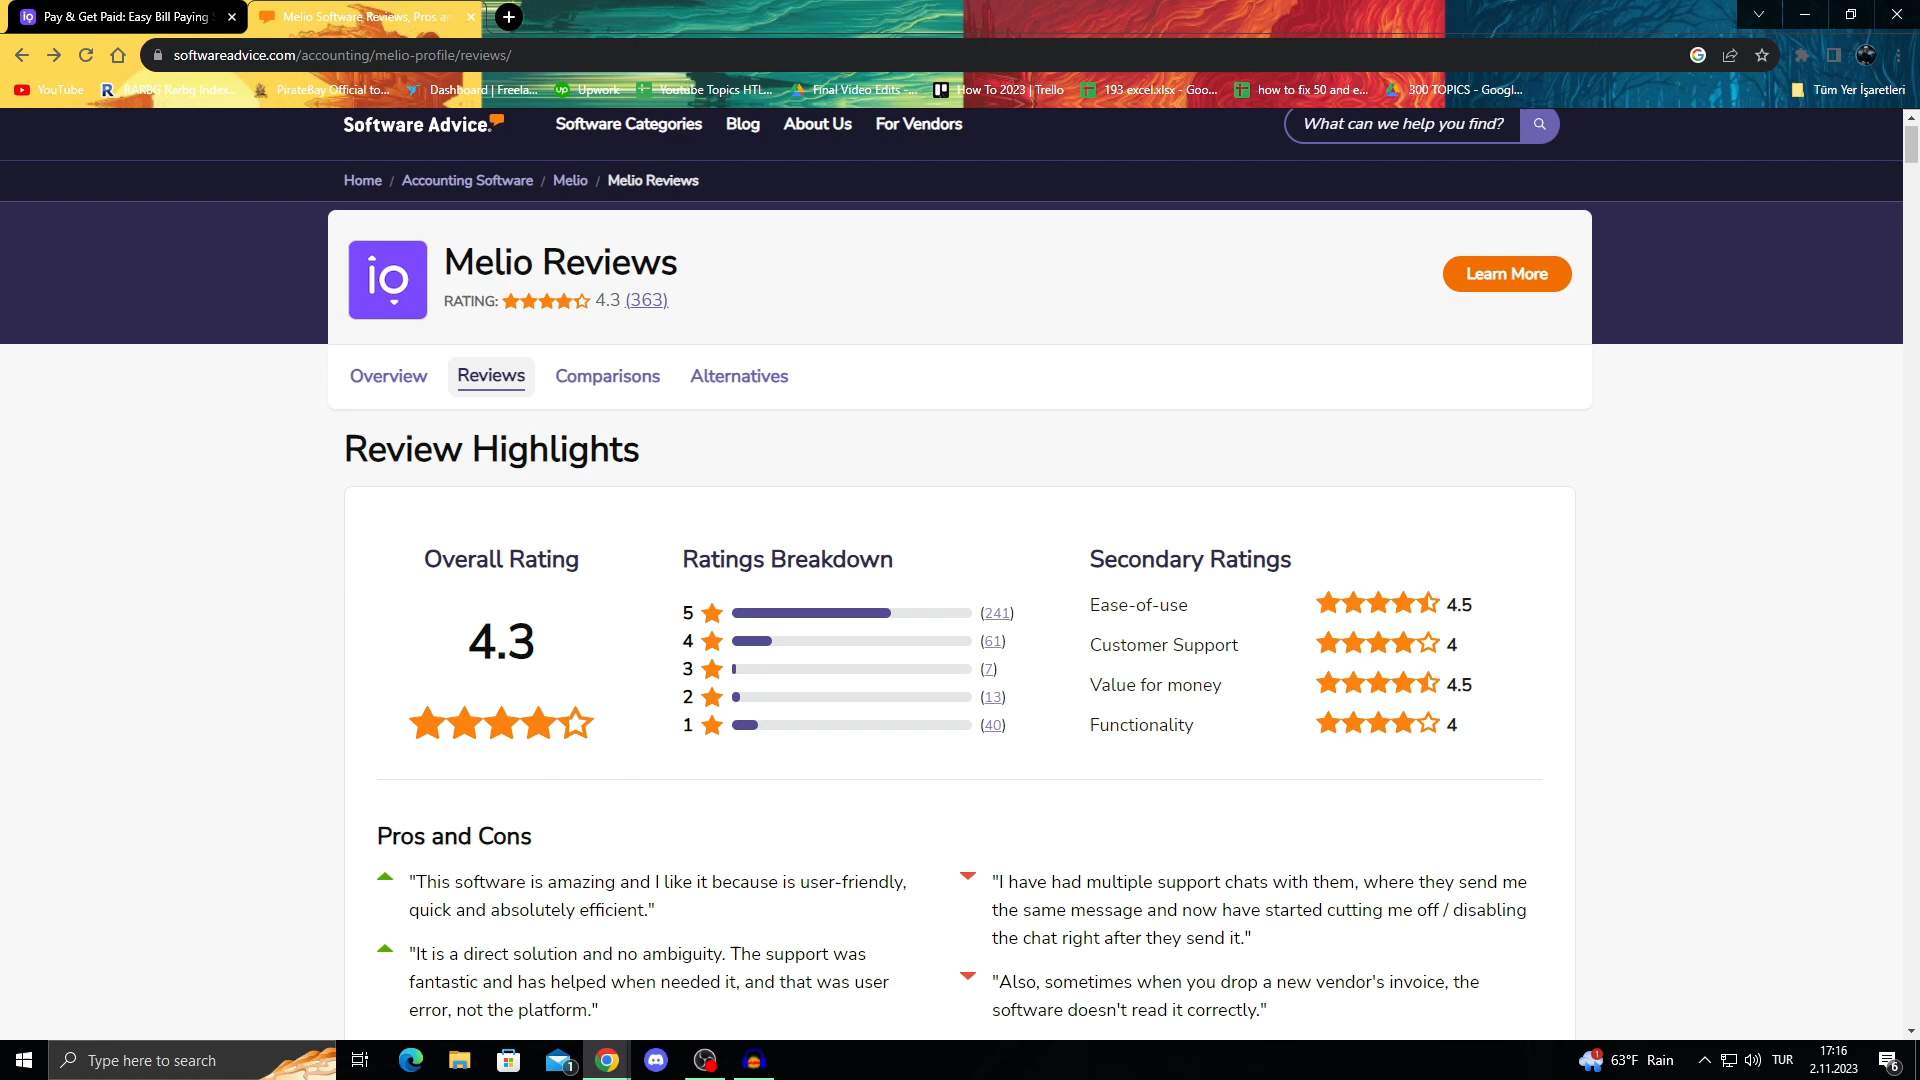 Pay & Get Paid: Easy Bill Paying
Melio Software Reviews, Pros an
softwareadvice.com/accounting/melio-profile/reviews/
YouTube
RARBG Rarbg Index...
PirateBay Official to...
Dashboard | Freela...
Upwork
Youtube Topics HTL...
Final Video Edits -...
How To 2023 | Trello
193 excel.xlsx - Goo...
how to fix 50 and e...
300 TOPICS - Googl...
Tüm Yer İşaretleri
Software Advice.
Software Categories
Blog
About Us
For Vendors
What can we help you find?
Home / Accounting Software / Melio / Melio Reviews
io
Melio Reviews
RATING: 4.3 (363)
Learn More
Overview
Reviews
Comparisons
Alternatives
Review Highlights
Overall Rating
4.3
Ratings Breakdown
5 (241)
4 (61)
3 (7)
2 (13)
1 (40)
Secondary Ratings
Ease-of-use 4.5
Customer Support 4
Value for money 4.5
Functionality 4
Pros and Cons
"This software is amazing and I like it because is user-friendly,
quick and absolutely efficient."
"It is a direct solution and no ambiguity. The support was
fantastic and has helped when needed it, and that was user
error, not the platform."
"I have had multiple support chats with them, where they send me
the same message and now have started cutting me off / disabling
the chat right after they send it."
"Also, sometimes when you drop a new vendor's invoice, the
software doesn't read it correctly."
Type here to search
1
1
63°F Rain
TUR
17:16
2.11.2023
6